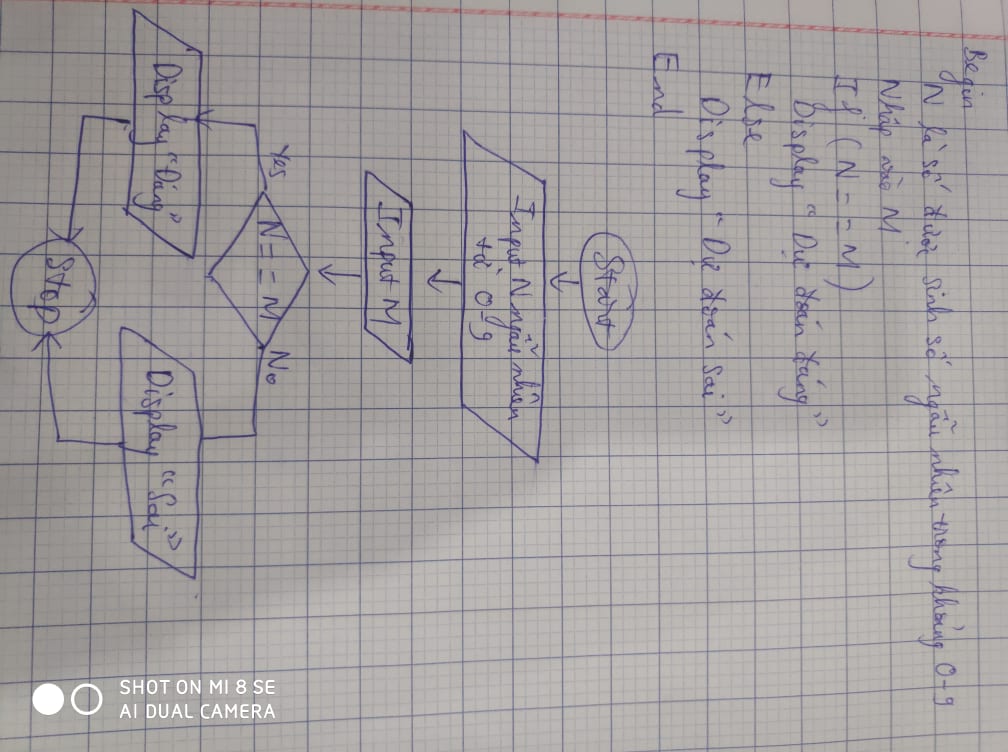 Begin
N là số được sinh số ngẫu nhiên trong khoảng 0-9
Nhập vào M
If (N == M)
Display "Dự đoán đúng"
Else
Display "Dự đoán sai"
End
Start
Input N ngẫu nhiên
từ 0-9
Input M
N == M
Yes
No
Display "Đúng"
Display "Sai"
Stop
SHOT ON MI 8 SE
AI DUAL CAMERA